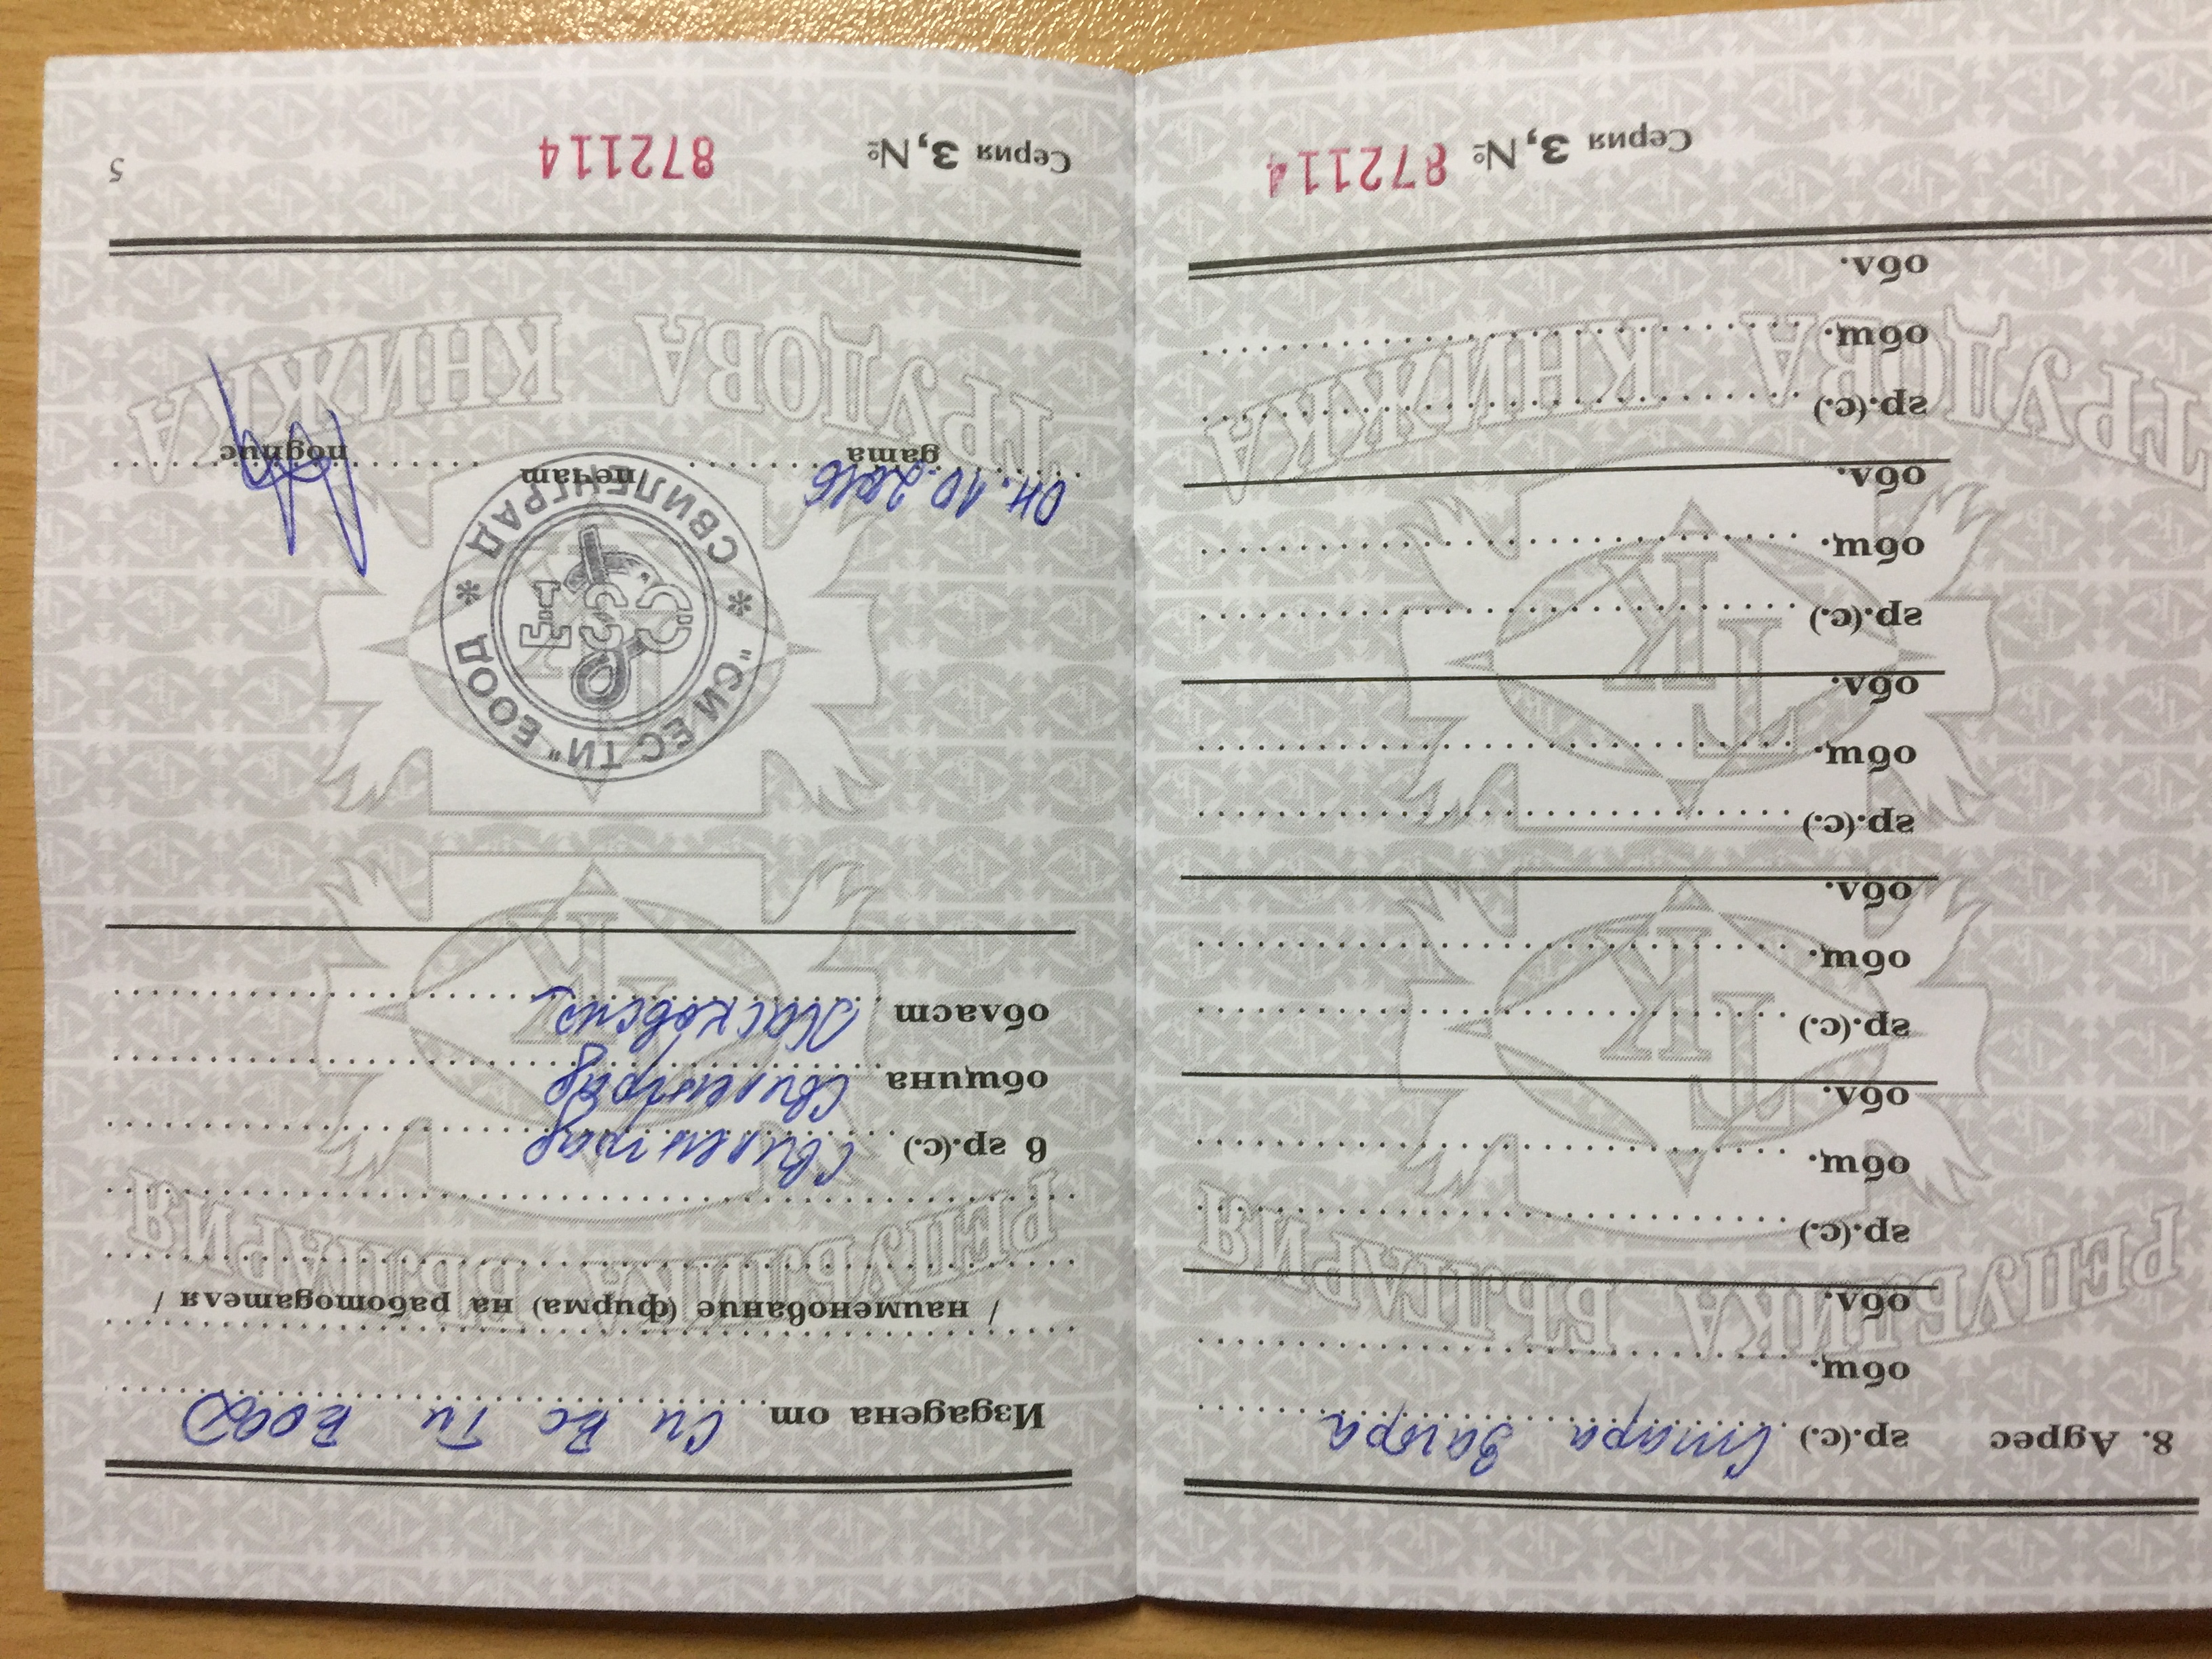 8. Адрес гр.(с.) Стара Загора
общ.
обл.
гр.(с.)
общ.
обл.
гр.(с.)
общ.
обл.
гр.(с.)
общ.
обл.
гр.(с.)
общ.
обл.
гр.(с.)
общ.
обл.
РЕПУБЛИКА БЪЛГАРИЯ
ТК
ТК
ТРУДОВА КНИЖКА
Серия З,№ 872114
Издадена от Си Ес Ти ЕООД
/ наименование (фирма) на работодателя /
в гр.(с.) Свиленград
община Свиленград
област Хасковска
РЕПУБЛИКА БЪЛГАРИЯ
ТК
"СИ ЕС ТИ" ЕООД
* СВИЛЕНГРАД *
10.2016
дата печат подпис
ТРУДОВА КНИЖКА
Серия З,№ 872114
5